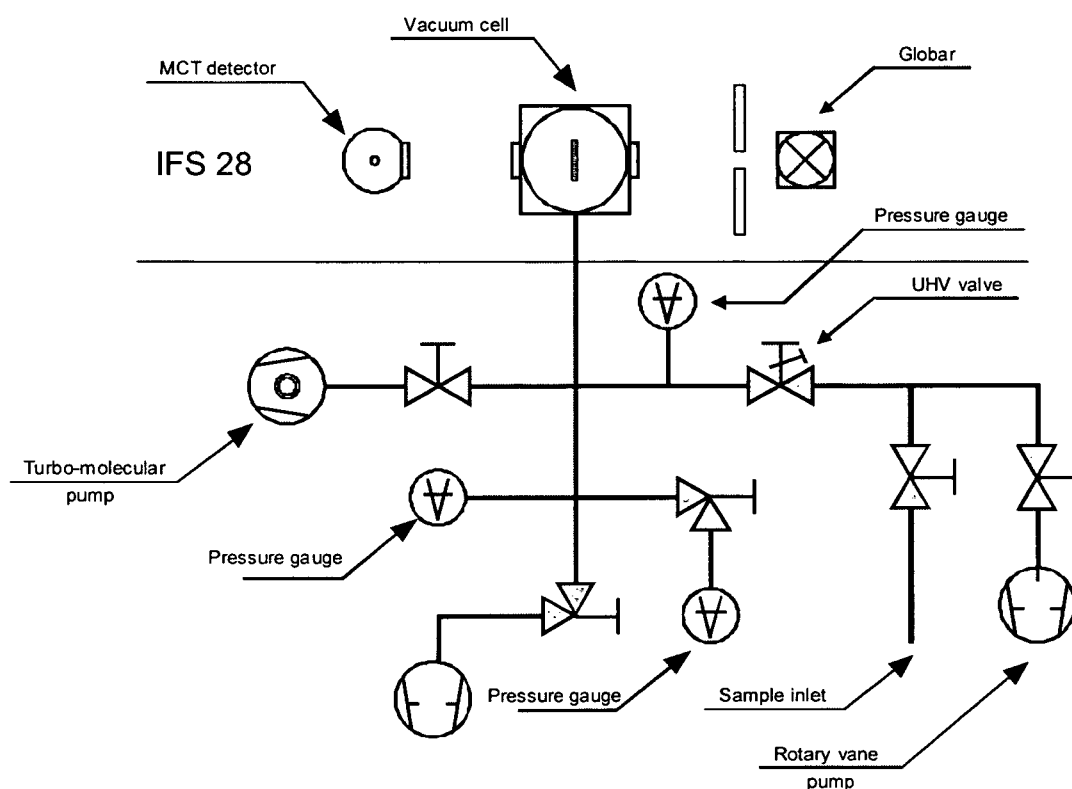 Vacuum cell
MCT detector
Globar
IFS 28
Pressure gauge
UHV valve
Turbo-molecular
pump
Pressure gauge
Pressure gauge
Sample inlet
Rotary vane
pump